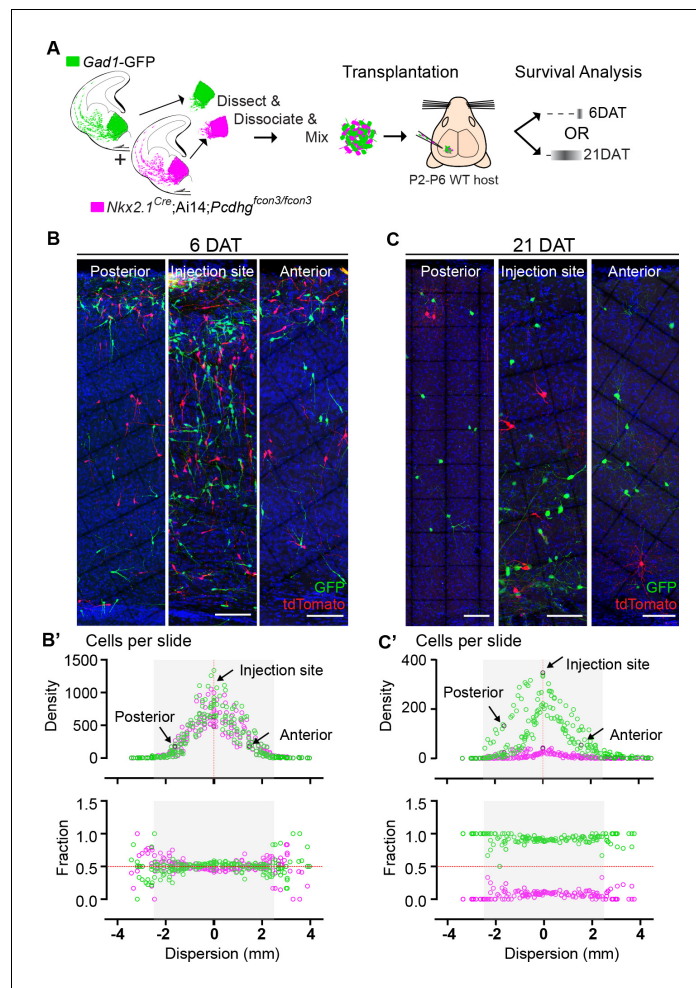 A
Gad1-GFP
Dissect &
Dissociate &
Mix
Transplantation
Survival Analysis
6DAT
OR
21DAT
P2-P6 WT host
+
Nkx2.1Cre;Ai14;Pcdhgfcon3/fcon3
B
6 DAT
Posterior
Injection site
Anterior
GFP
tdTomato
C
21 DAT
Posterior
Injection site
Anterior
GFP
tdTomato
B'
Cells per slide
Density
1500
1000
500
0
Injection site
Posterior
Anterior
Fraction
1.5
1.0
0.5
0.0
-4 -2 0 2 4
Dispersion (mm)
C'
Cells per slide
Density
400
200
0
Injection site
Posterior
Anterior
Fraction
1.5
1.0
0.5
0.0
-4 -2 0 2 4
Dispersion (mm)